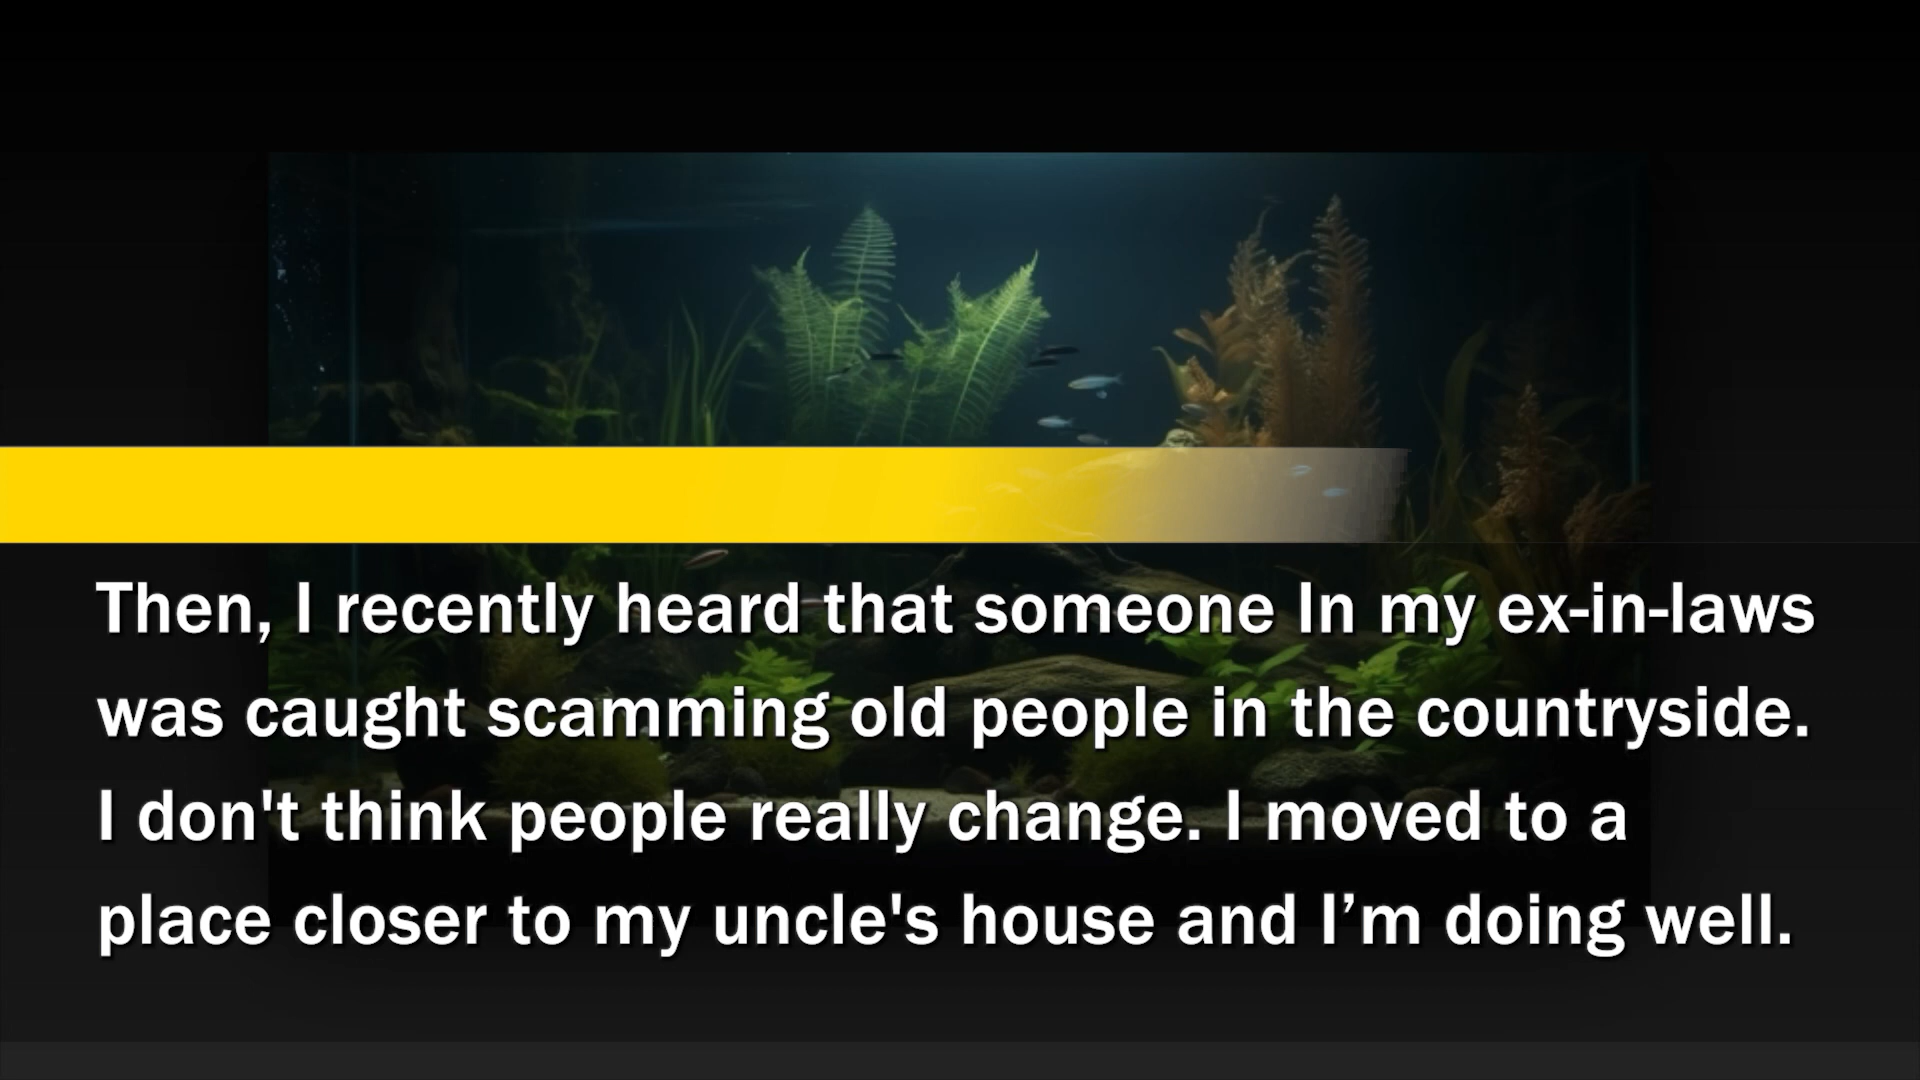 Then, I recently heard that someone In my ex-in-laws
was caught scamming old people in the countryside.
I don't think people really change. I moved to a
place closer to my uncle's house and I’m doing well.